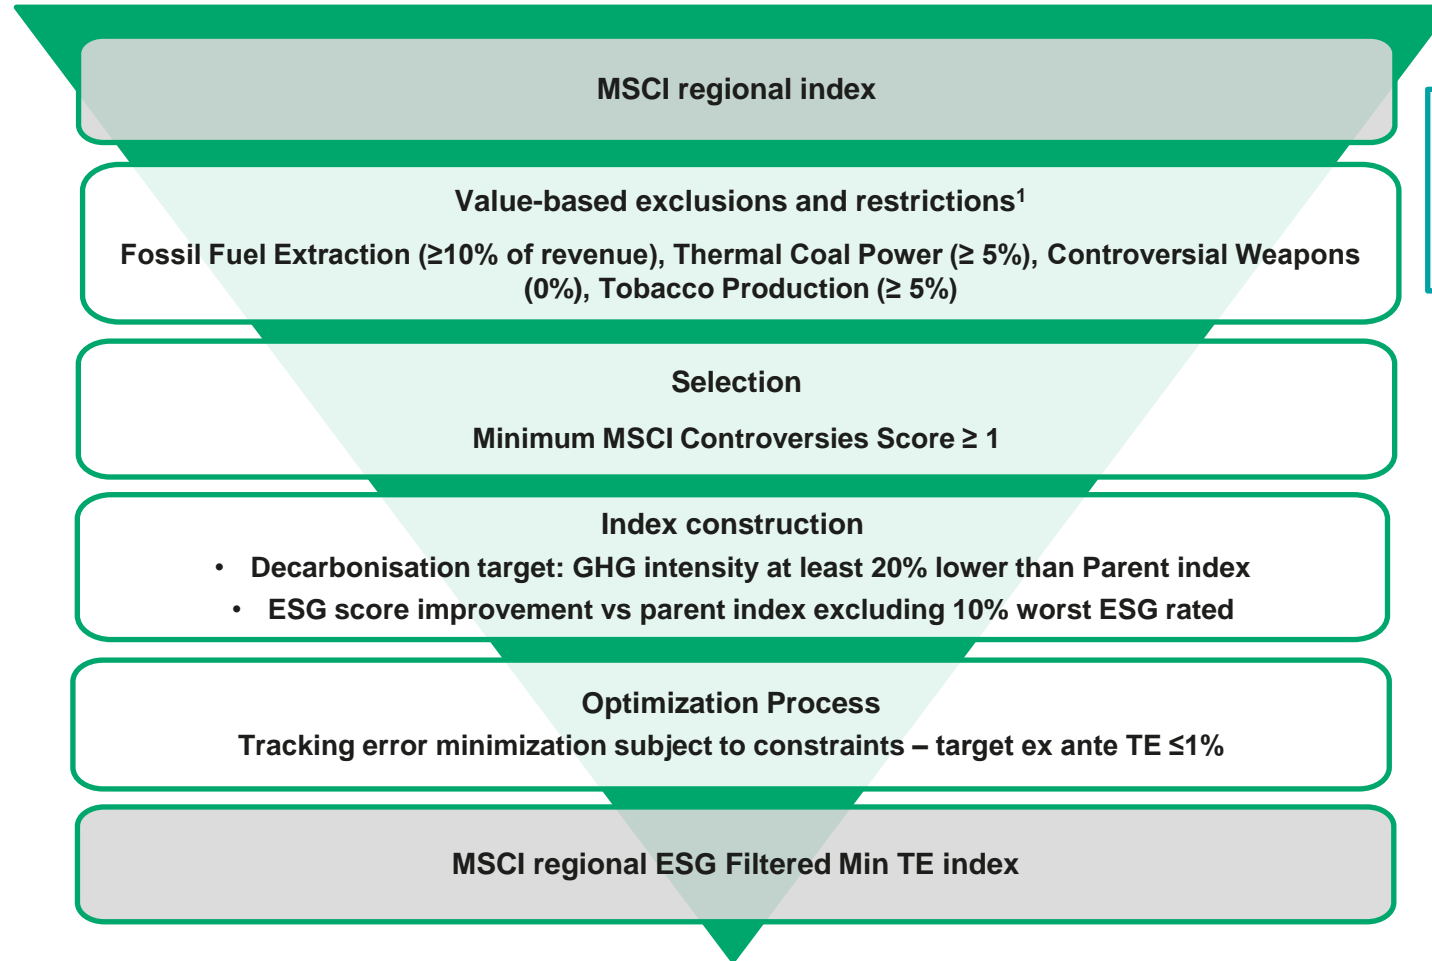 MSCI regional index
Value-based exclusions and restrictions¹
Fossil Fuel Extraction (≥10% of revenue), Thermal Coal Power (≥ 5%), Controversial Weapons
(0%), Tobacco Production (≥ 5%)
Selection
Minimum MSCI Controversies Score ≥ 1
Index construction
• Decarbonisation target: GHG intensity at least 20% lower than Parent index
• ESG score improvement vs parent index excluding 10% worst ESG rated
Optimization Process
Tracking error minimization subject to constraints – target ex ante TE ≤1%
MSCI regional ESG Filtered Min TE index